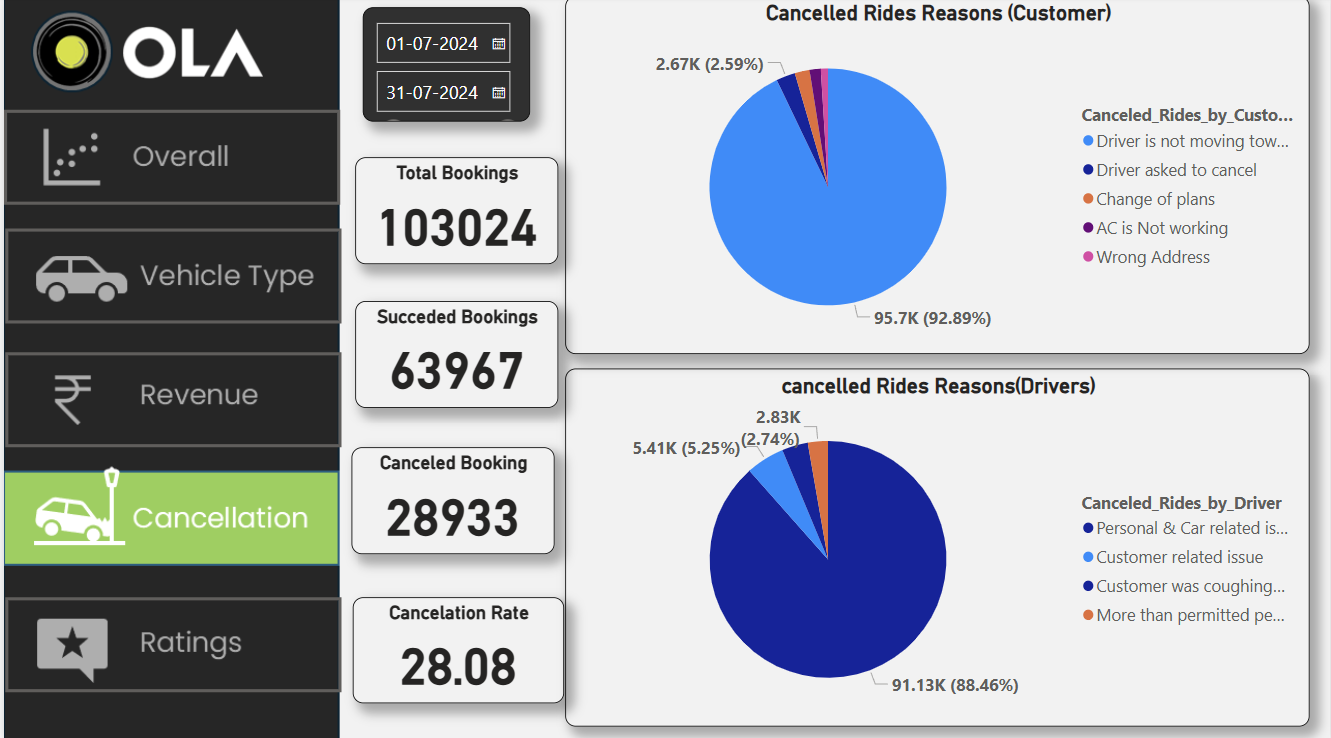 OLA
Overall
Vehicle Type
Revenue
Cancellation
Ratings
01-07-2024
31-07-2024
Total Bookings
103024
Succeded Bookings
63967
Canceled Booking
28933
Cancelation Rate
28.08
Cancelled Rides Reasons (Customer)
2.67K (2.59%)
95.7K (92.89%)
Canceled_Rides_by_Custo...
Driver is not moving tow...
Driver asked to cancel
Change of plans
AC is Not working
Wrong Address
cancelled Rides Reasons(Drivers)
2.83K
(2.74%)
5.41K (5.25%)
91.13K (88.46%)
Canceled_Rides_by_Driver
Personal & Car related is...
Customer related issue
Customer was coughing...
More than permitted pe...